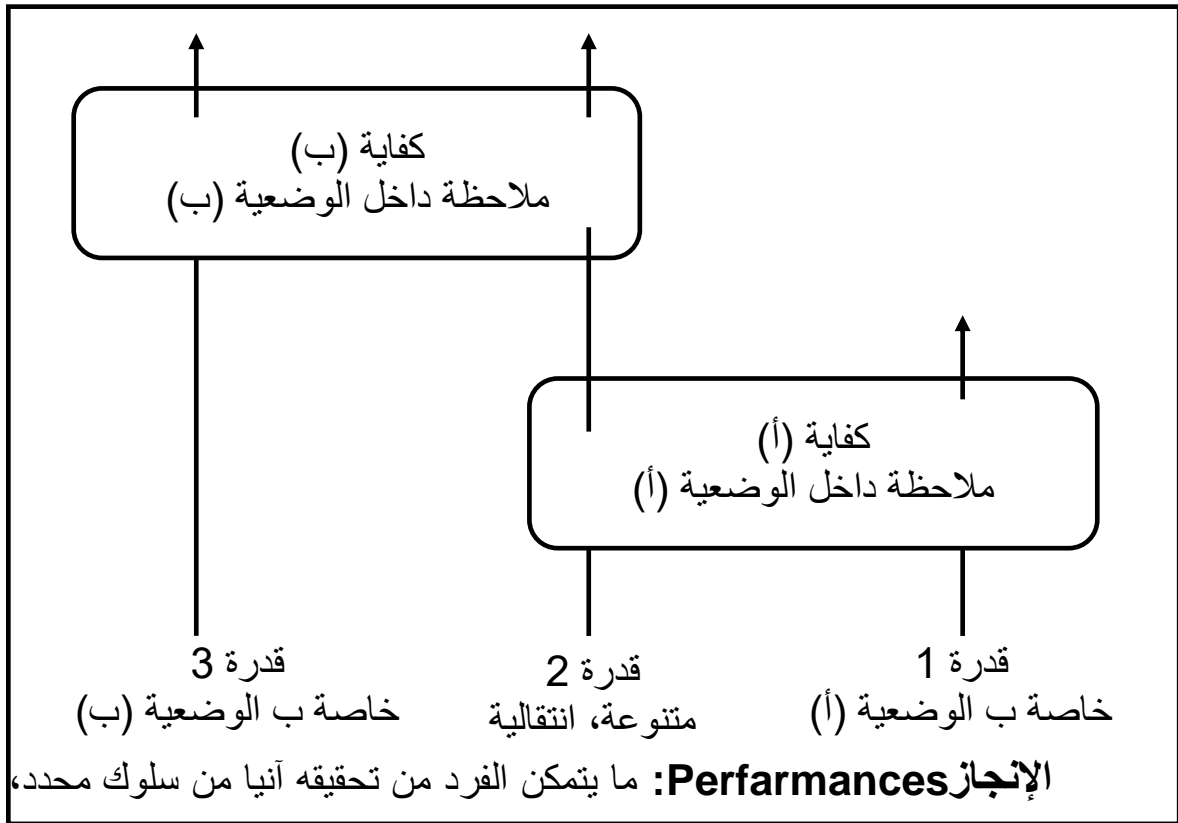 كفاية (ب)
ملاحظة داخل الوضعية (ب)
كفاية (أ)
ملاحظة داخل الوضعية (أ)
قدرة 1
خاصة ب الوضعية (أ)
قدرة 2
متنوعة، انتقالية
قدرة 3
خاصة ب الوضعية (ب)
الإنجازPerfarmances: ما يتمكن الفرد من تحقيقه آنيا من سلوك محدد،